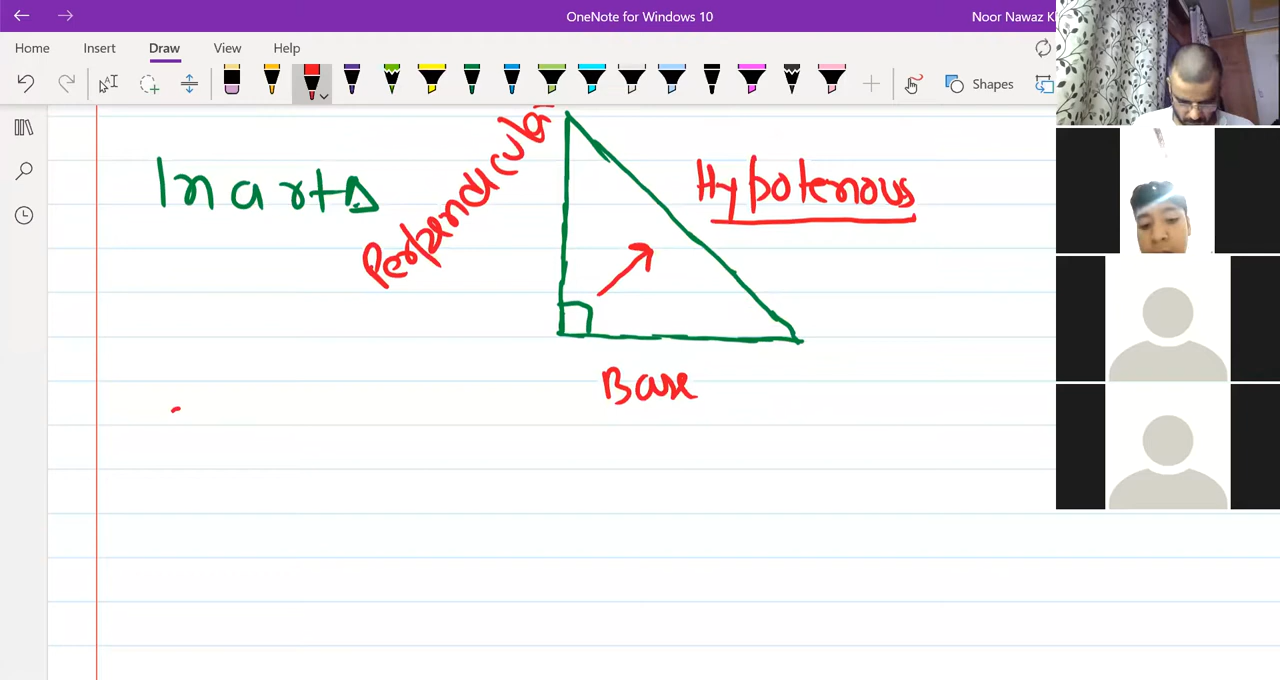 OneNote for Windows 10
Noor Nawaz K
Home Insert Draw View Help
Shapes
In a rt Δ
Perpendicular
Hypotenous
Base